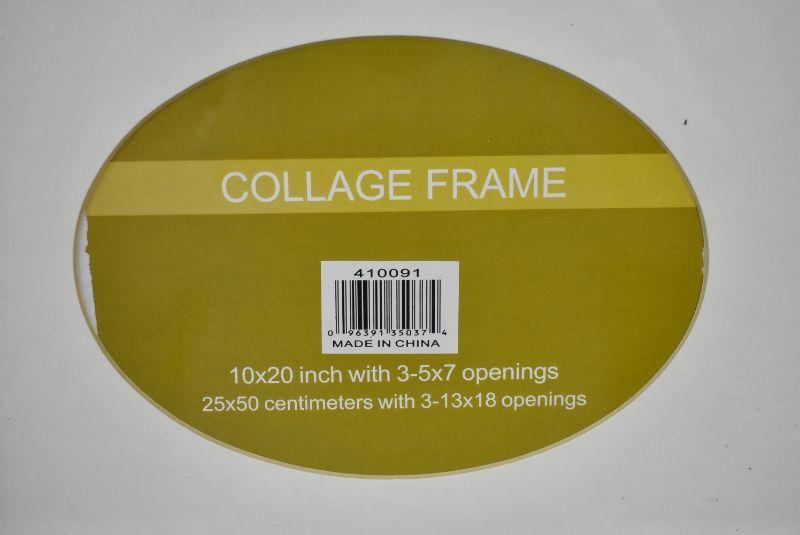 COLLAGE FRAME
410091
0 96391 35037 4
MADE IN CHINA
10x20 inch with 3-5x7 openings
25x50 centimeters with 3-13x18 openings